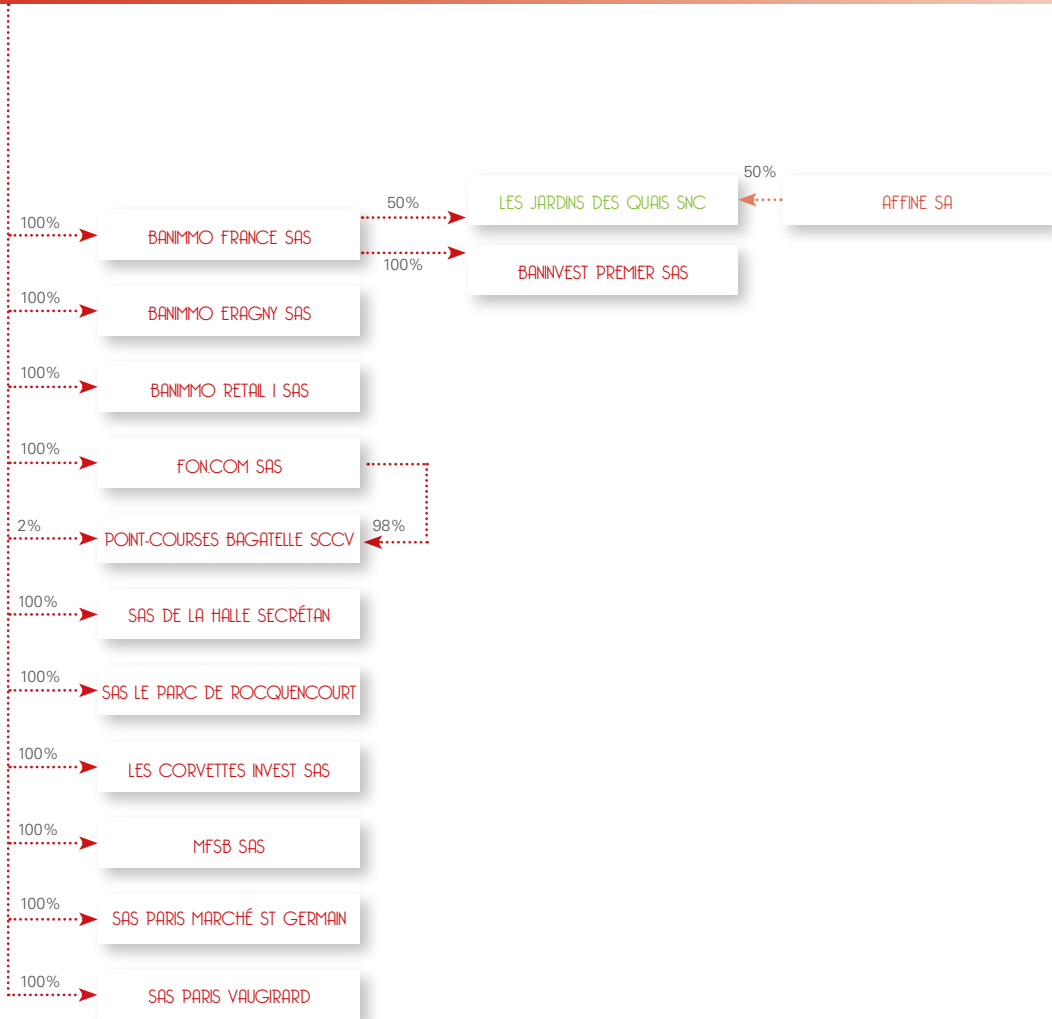 50%
50%
LES JARDINS DES QUAIS SNC
AFFINE SA
100%
BANIMMO FRANCE SAS
100%
BANINVEST PREMIER SAS
100%
BANIMMO ERAGNY SAS
100%
BANIMMO RETAIL I SAS
100%
FON.COM SAS
2%
POINT-COURSES BAGATELLE SCCV
98%
100%
SAS DE LA HALLE SECRÉTAN
100%
SAS LE PARC DE ROCQUENCOURT
100%
LES CORVETTES INVEST SAS
100%
MFSB SAS
100%
SAS PARIS MARCHÉ ST GERMAIN
100%
SAS PARIS VAUGIRARD